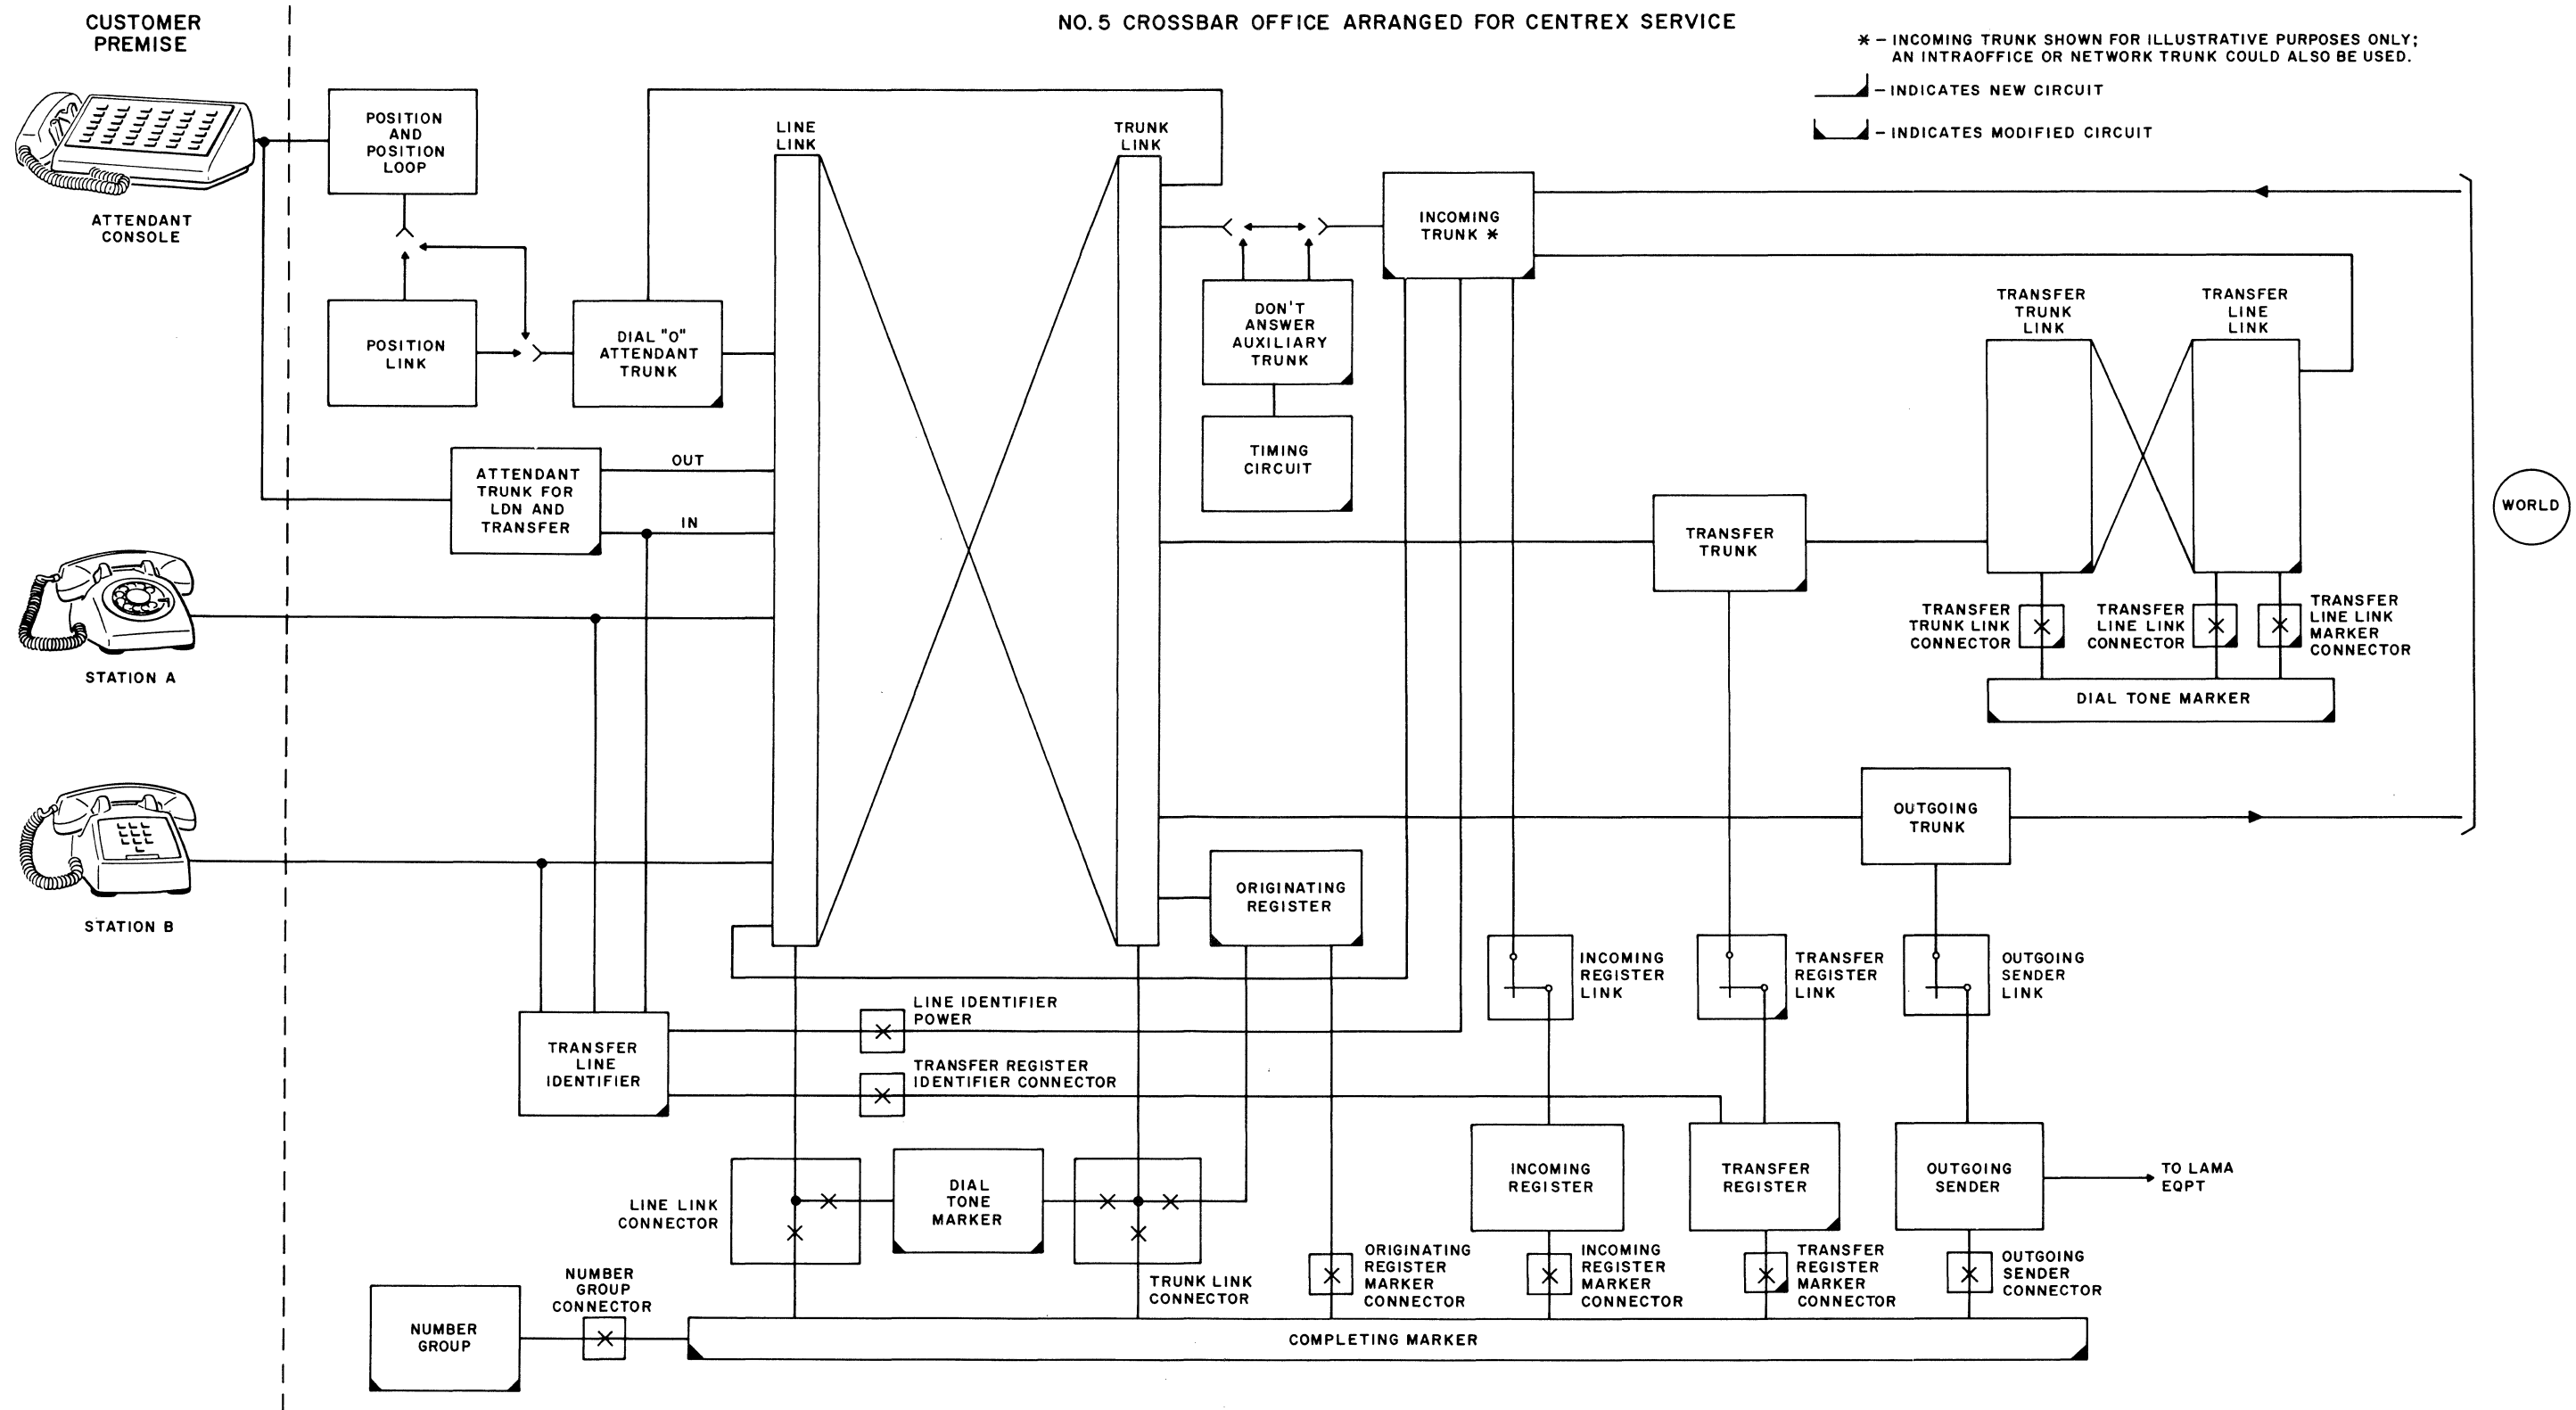 CUSTOMER
PREMISE
NO. 5 CROSSBAR OFFICE ARRANGED FOR CENTREX SERVICE
* – INCOMING TRUNK SHOWN FOR ILLUSTRATIVE PURPOSES ONLY;
AN INTRAOFFICE OR NETWORK TRUNK COULD ALSO BE USED.
– INDICATES NEW CIRCUIT
– INDICATES MODIFIED CIRCUIT
ATTENDANT
CONSOLE
POSITION
AND
POSITION
LOOP
LINE
LINK
TRUNK
LINK
INCOMING
TRUNK *
POSITION
LINK
DIAL "O"
ATTENDANT
TRUNK
DON'T
ANSWER
AUXILIARY
TRUNK
TIMING
CIRCUIT
TRANSFER
TRUNK
LINK
TRANSFER
LINE
LINK
ATTENDANT
TRUNK FOR
LDN AND
TRANSFER
OUT
IN
TRANSFER
TRUNK
WORLD
STATION A
TRANSFER
TRUNK LINK
CONNECTOR
TRANSFER
LINE LINK
CONNECTOR
TRANSFER
LINE LINK
MARKER
CONNECTOR
DIAL TONE MARKER
OUTGOING
TRUNK
STATION B
ORIGINATING
REGISTER
INCOMING
REGISTER
LINK
TRANSFER
REGISTER
LINK
OUTGOING
SENDER
LINK
TRANSFER
LINE
IDENTIFIER
LINE IDENTIFIER
POWER
TRANSFER REGISTER
IDENTIFIER CONNECTOR
LINE LINK
CONNECTOR
DIAL
TONE
MARKER
TRUNK LINK
CONNECTOR
INCOMING
REGISTER
TRANSFER
REGISTER
OUTGOING
SENDER
TO LAMA
EQPT
ORIGINATING
REGISTER
MARKER
CONNECTOR
INCOMING
REGISTER
MARKER
CONNECTOR
TRANSFER
REGISTER
MARKER
CONNECTOR
OUTGOING
SENDER
CONNECTOR
NUMBER
GROUP
NUMBER
GROUP
CONNECTOR
COMPLETING MARKER